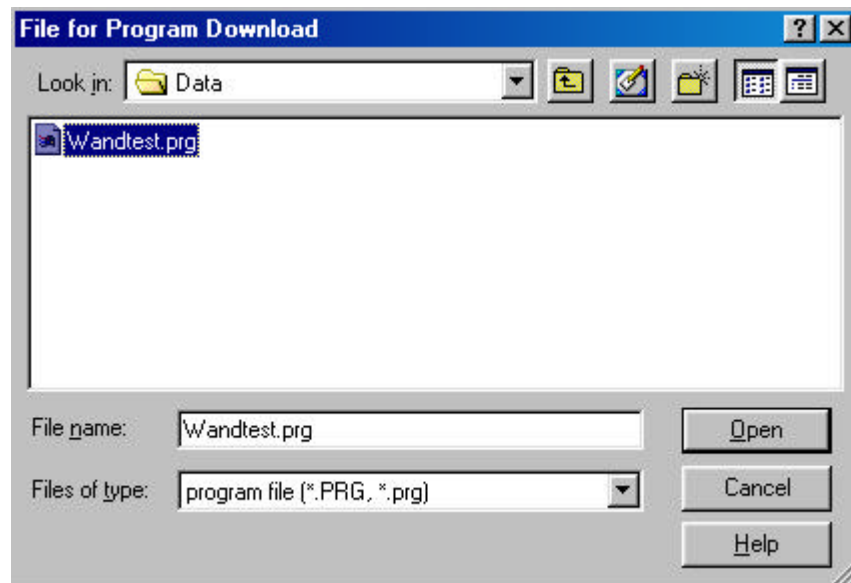 File for Program Download
Look in: Data
Wandtest.prg
File name: Wandtest.prg Open
Files of type: program file (*.PRG, *.prg) Cancel
Help